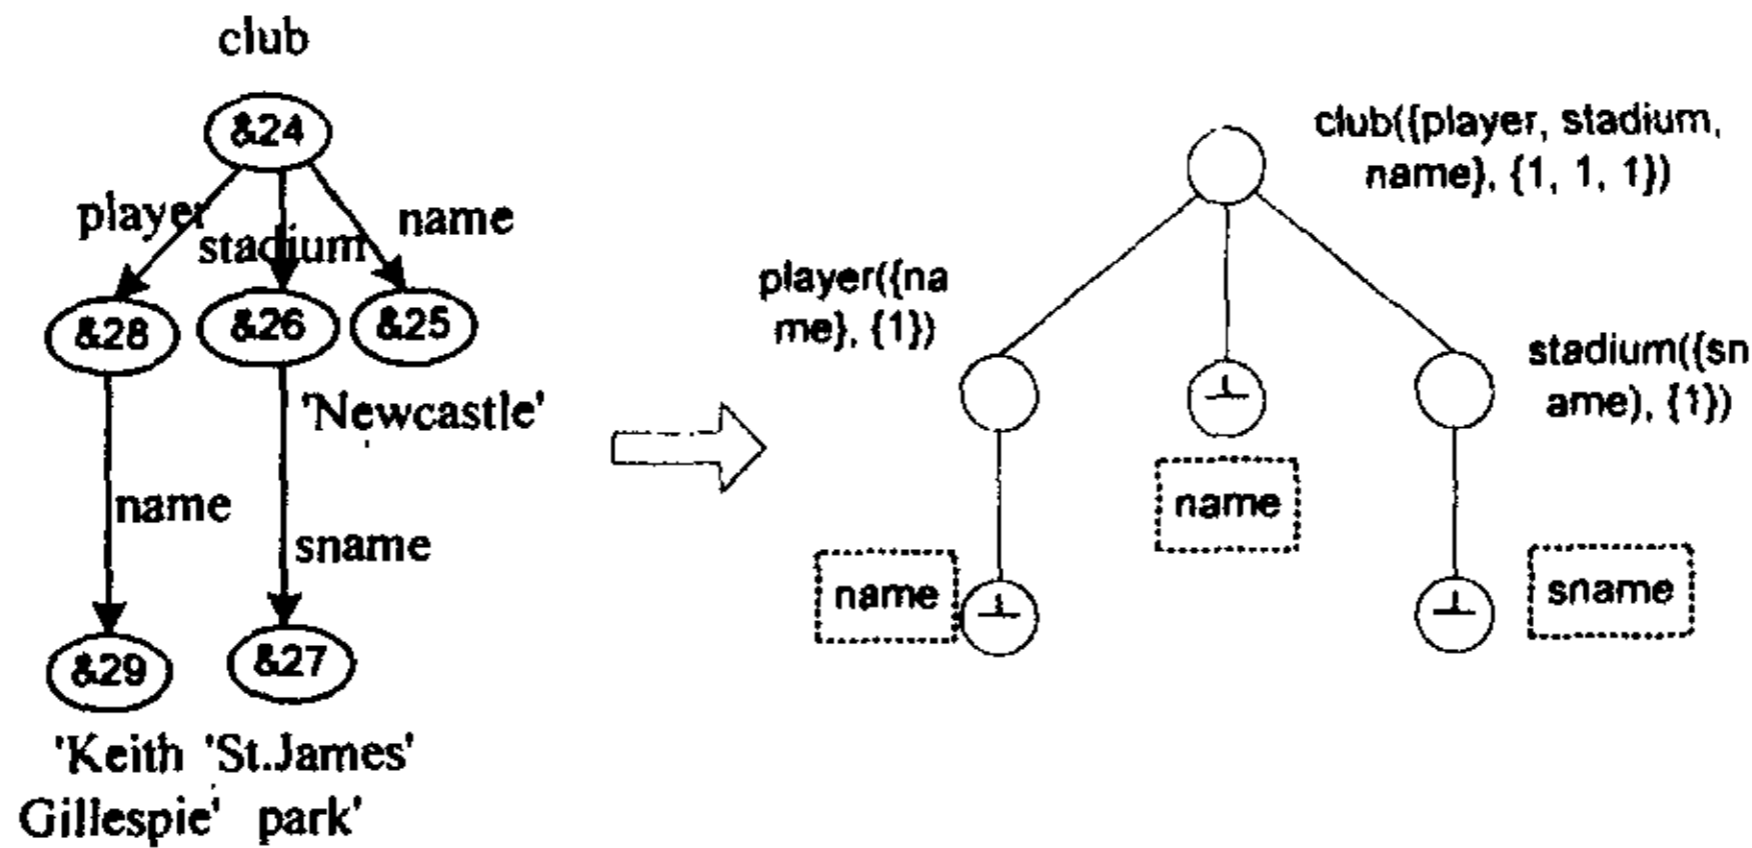 club
&24
player
stadium
name
&28
&26
&25
'Newcastle'
name
sname
&29
&27
'Keith 'St.James'
Gillespie' park'
club({player, stadium,
name}, {1, 1, 1})
player({na
me}, {1})
stadium({sn
ame), {1})
name
name
sname